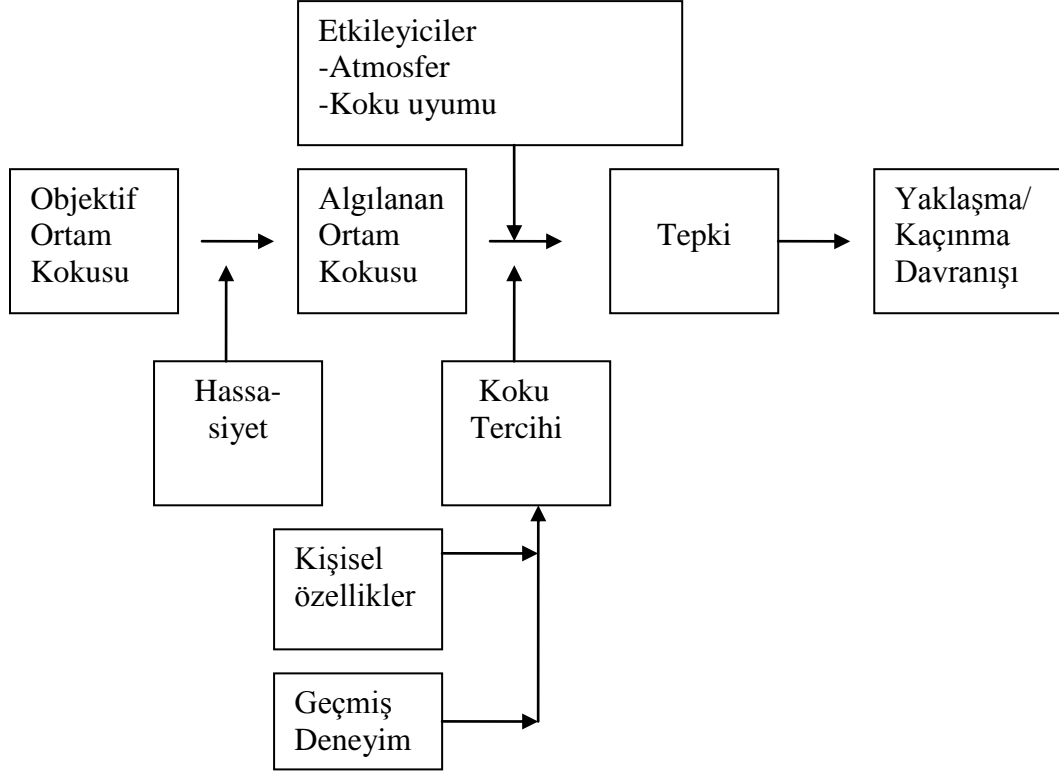 Etkileyiciler
-Atmosfer
-Koku uyumu
Objektif
Ortam
Kokusu
Algılanan
Ortam
Kokusu
Tepki
Yaklaşma/
Kaçınma
Davranışı
Hassa-
siyet
Koku
Tercihi
Kişisel
özellikler
Geçmiş
Deneyim